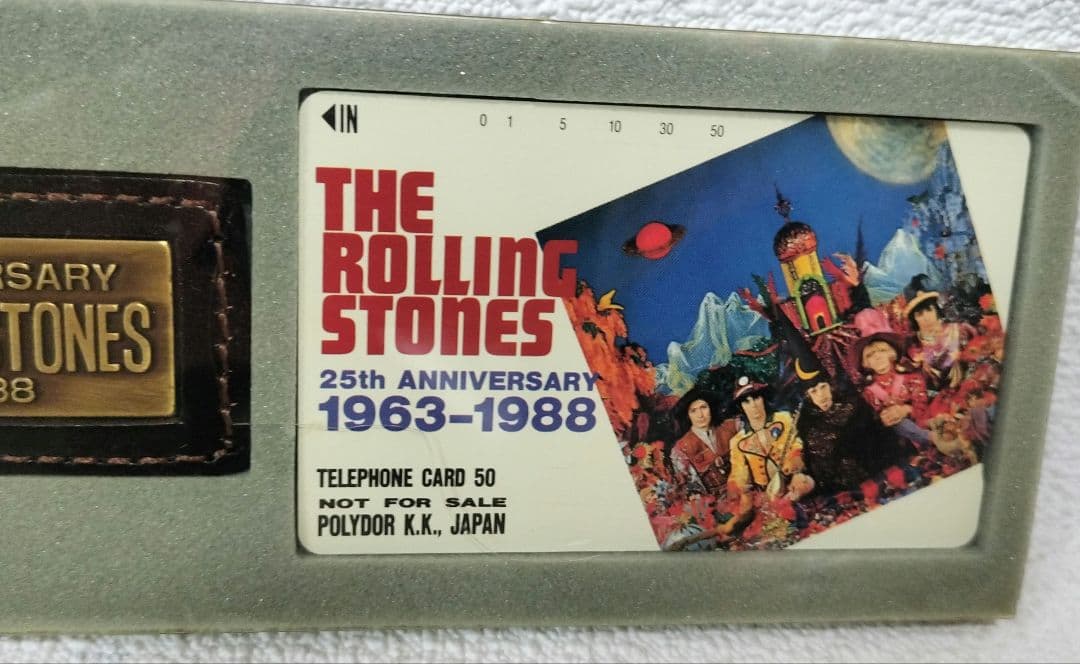 RSARY
TONES
88
◀IN
0 1 5 10 30 50
THE
ROLLING
STONES
25th ANNIVERSARY
1963-1988
TELEPHONE CARD 50
NOT FOR SALE
POLYDOR K.K., JAPAN